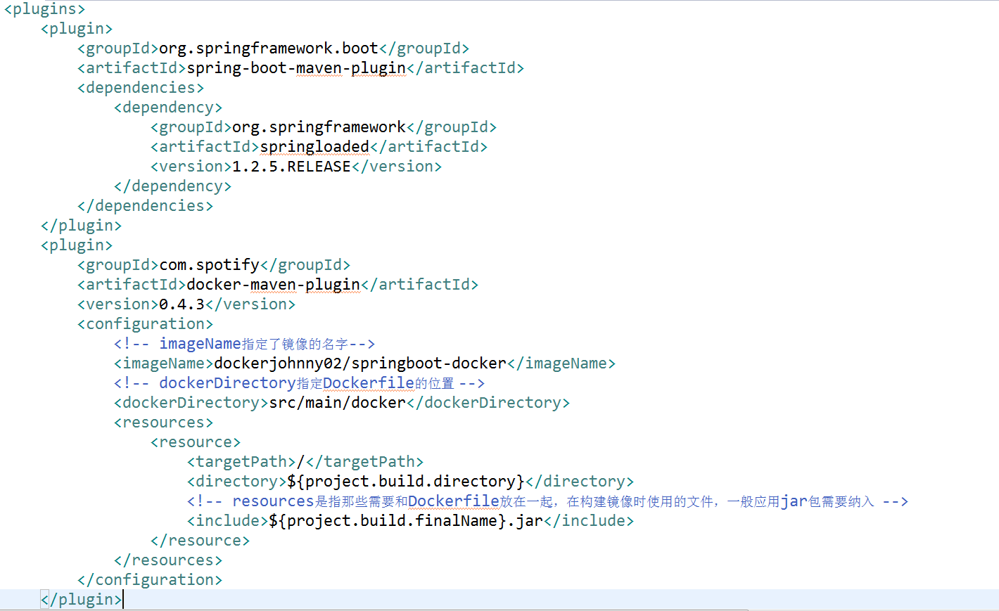 <plugins>
<plugin>
<groupId>org.springframework.boot</groupId>
<artifactId>spring-boot-maven-plugin</artifactId>
<dependencies>
<dependency>
<groupId>org.springframework</groupId>
<artifactId>springloaded</artifactId>
<version>1.2.5.RELEASE</version>
</dependency>
</dependencies>
</plugin>
<plugin>
<groupId>com.spotify</groupId>
<artifactId>docker-maven-plugin</artifactId>
<version>0.4.3</version>
<configuration>
<!-- imageName指定了镜像的名字-->
<imageName>dockerjohnny02/springboot-docker</imageName>
<!-- dockerDirectory指定Dockerfile的位置 -->
<dockerDirectory>src/main/docker</dockerDirectory>
<resources>
<resource>
<targetPath>/</targetPath>
<directory>${project.build.directory}</directory>
<!-- resources是指那些需要和Dockerfile放在一起，在构建镜像时使用的文件，一般应用jar包需要纳入 -->
<include>${project.build.finalName}.jar</include>
</resource>
</resources>
</configuration>
</plugin>